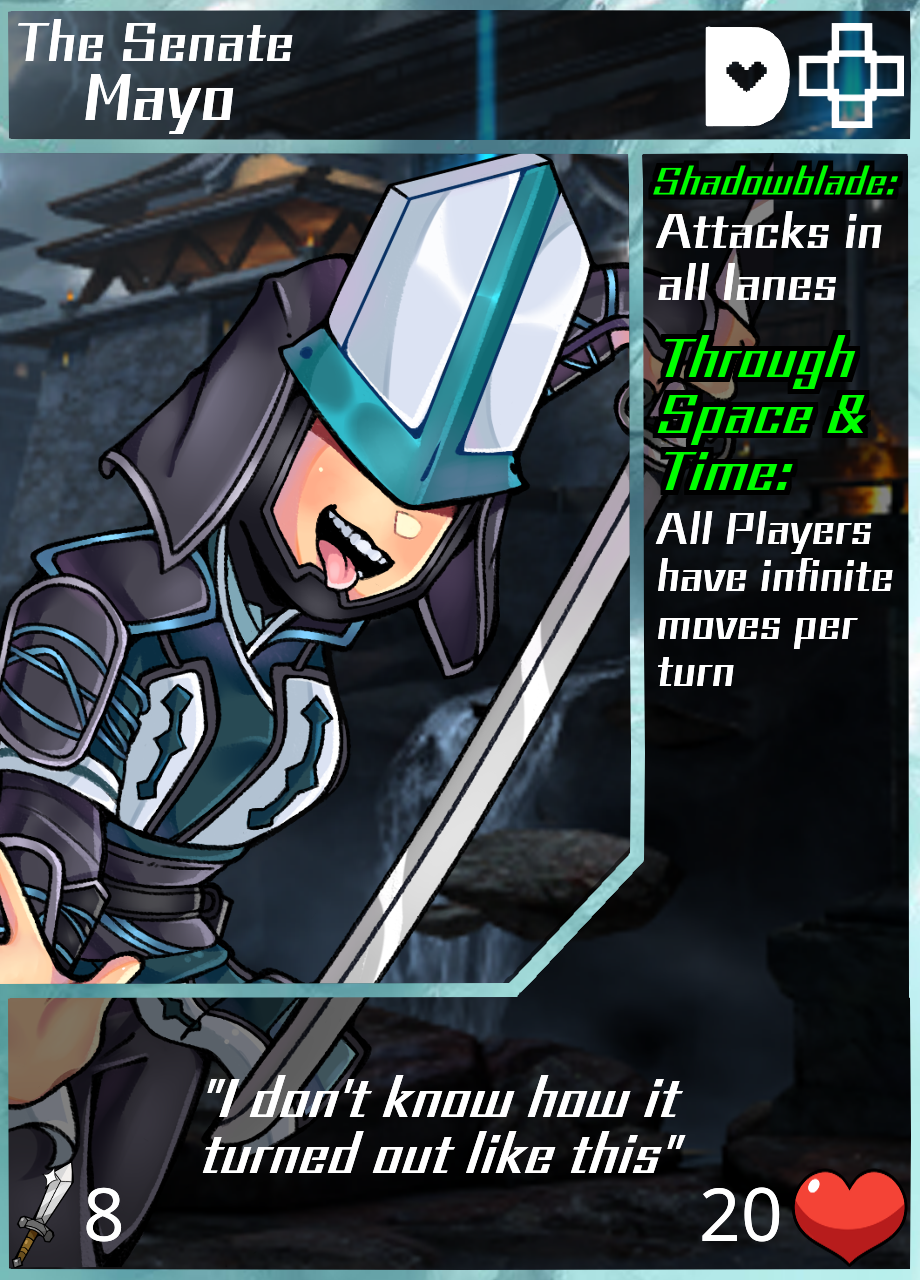 The Senate
Mayo
D
Shadowblade:
Attacks in
all lanes
Through
Space &
Time:
All Players
have infinite
moves per
turn
"I don't know how it
turned out like this"
8
20